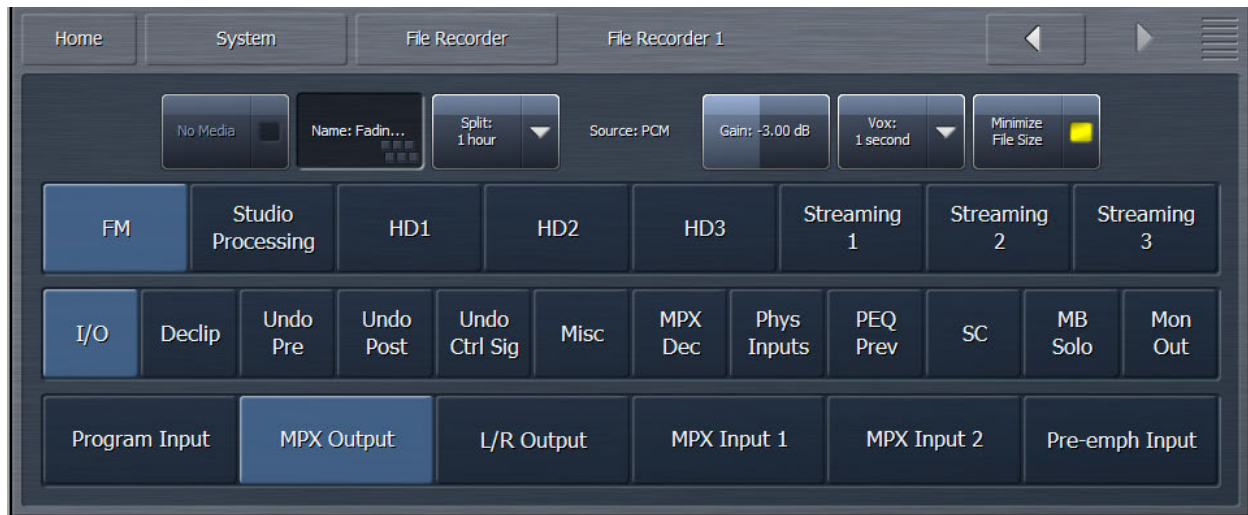 Home System File Recorder File Recorder 1
No Media
Name: Fadin...
Split:
1 hour
Source: PCM
Gain: -3.00 dB
Vox:
1 second
Minimize
File Size
FM
Studio
Processing
HD1
HD2
HD3
Streaming
1
Streaming
2
Streaming
3
I/O
Declip
Undo
Pre
Undo
Post
Undo
Ctrl Sig
Misc
MPX
Dec
Phys
Inputs
PEQ
Prev
SC
MB
Solo
Mon
Out
Program Input
MPX Output
L/R Output
MPX Input 1
MPX Input 2
Pre-emph Input